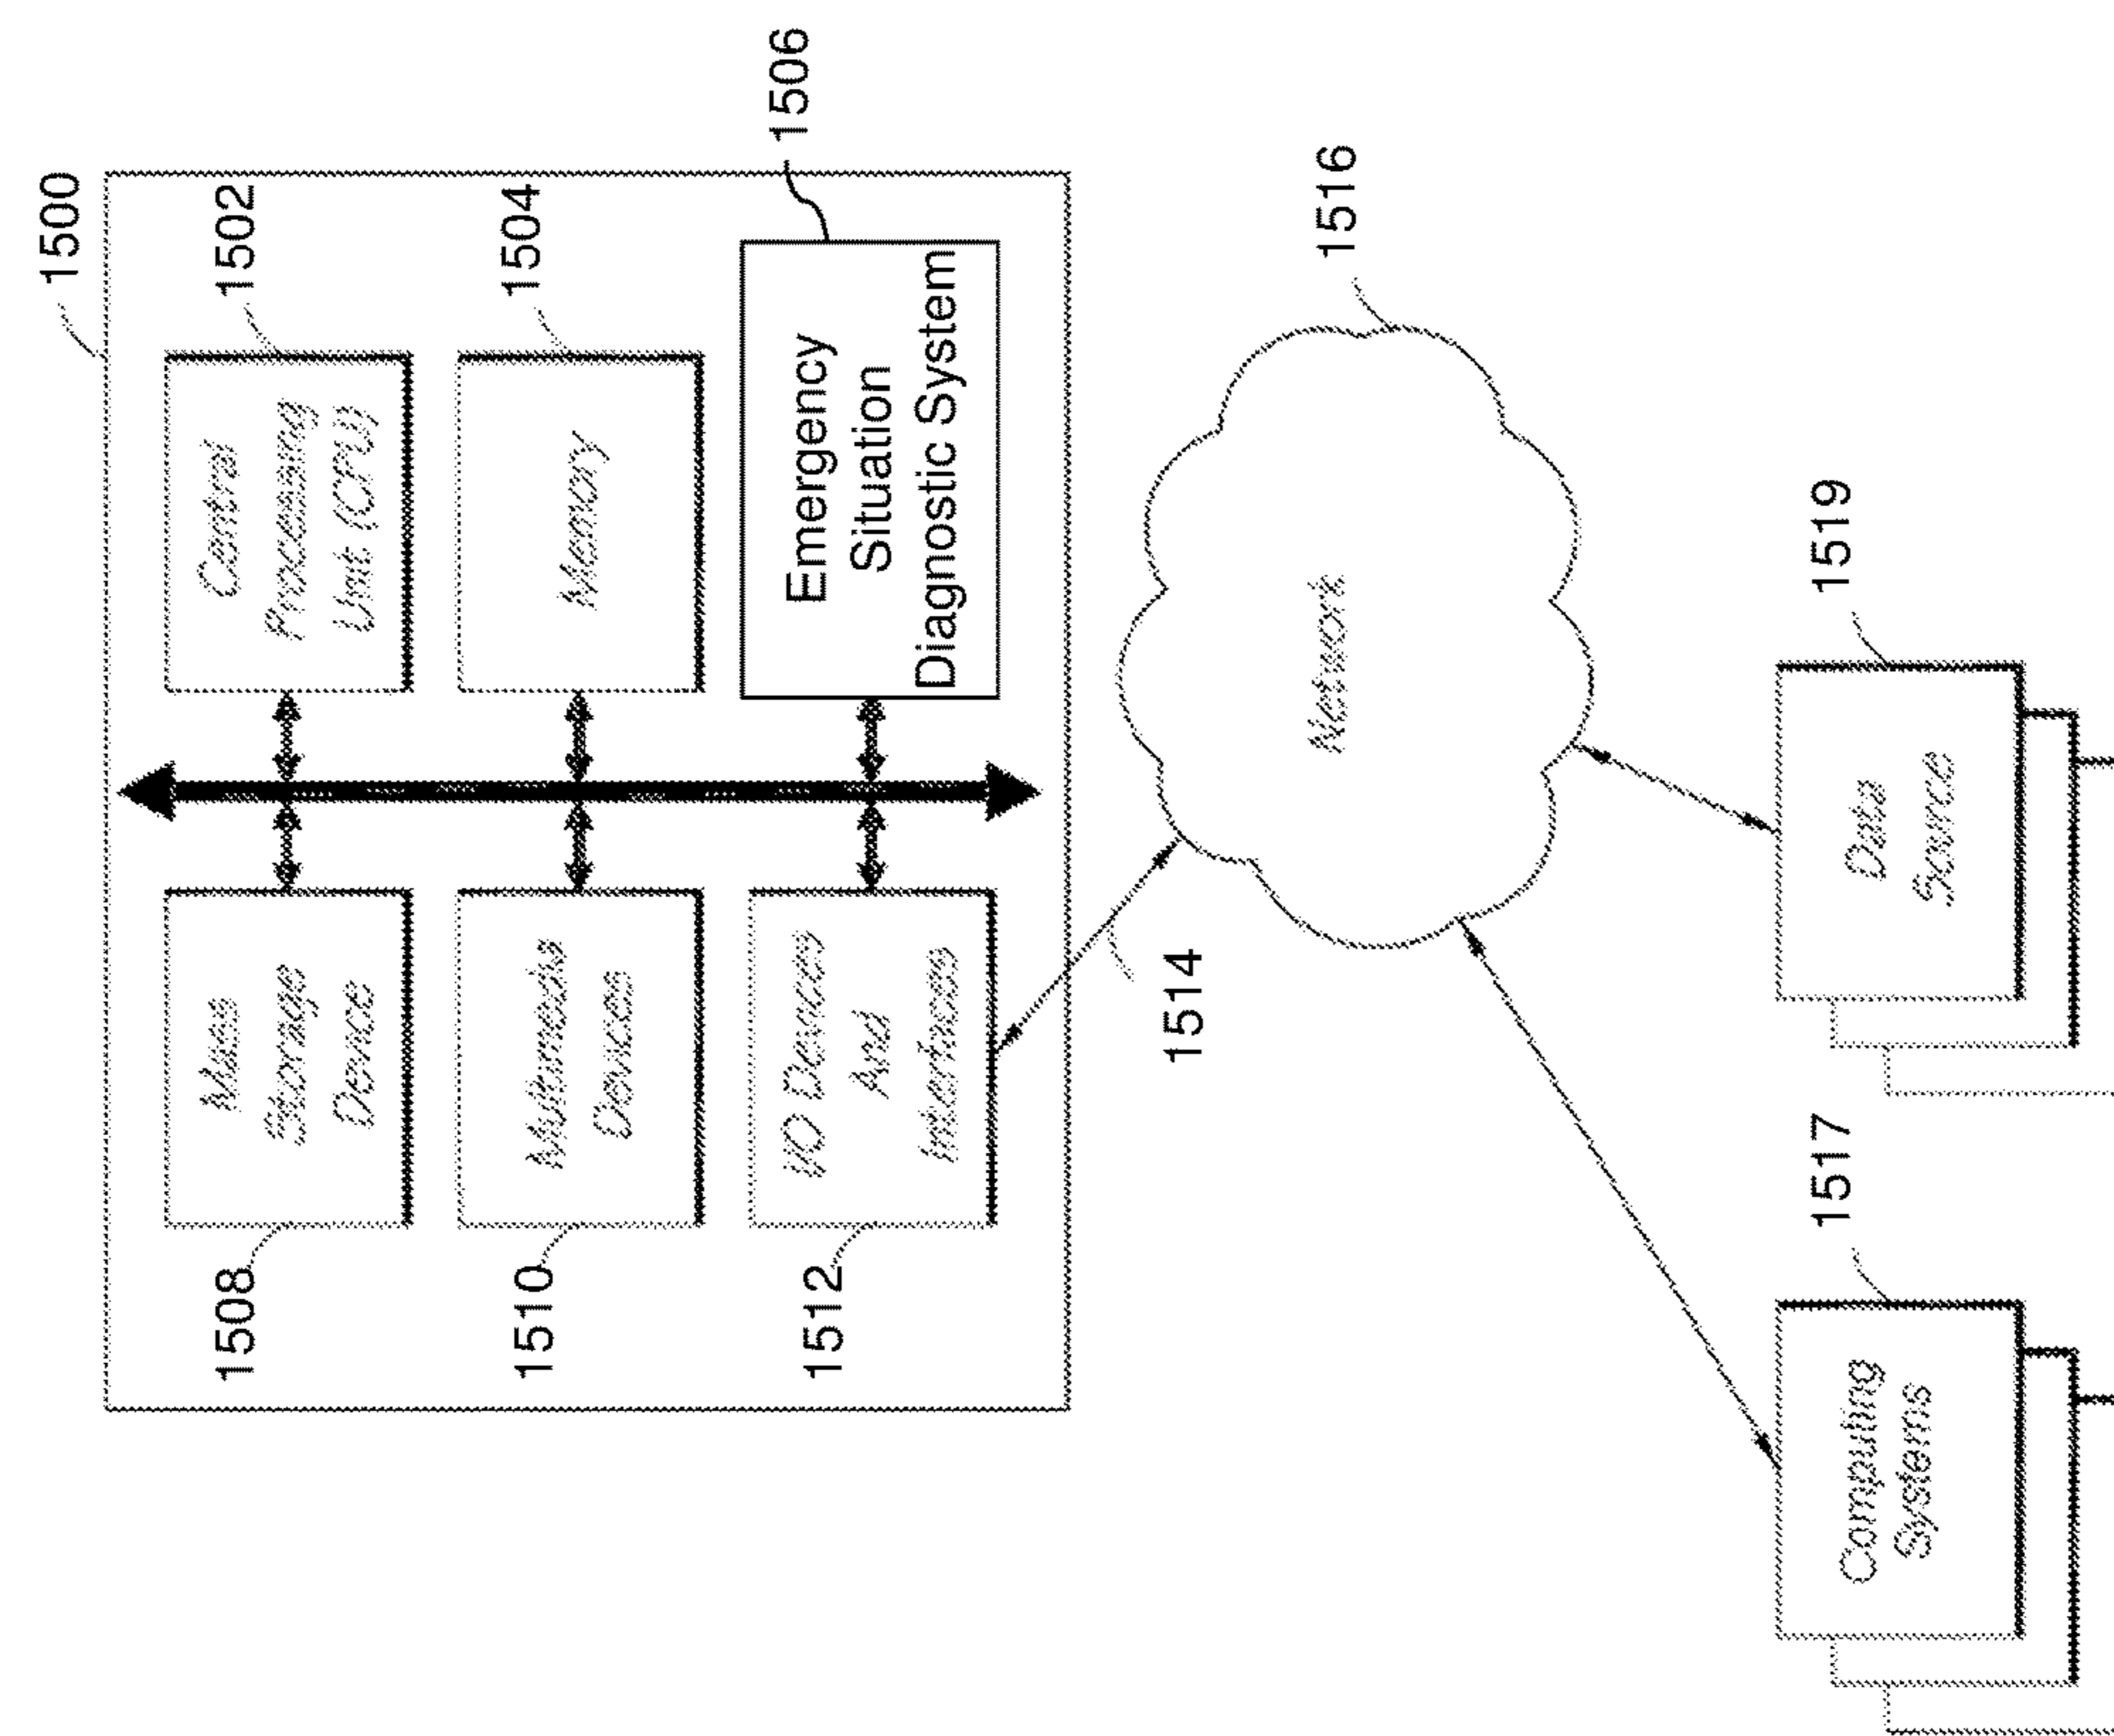 1500
1502
Central
Processing
Unit (CPU)
1504
Memory
1506
Emergency
Situation
Diagnostic System
1508
Mass
Storage
Device
1510
Multimedia
Devices
1512
I/O Devices
And
Interfaces
1514
1516
Network
1517
Computing
Systems
1519
Data
Source